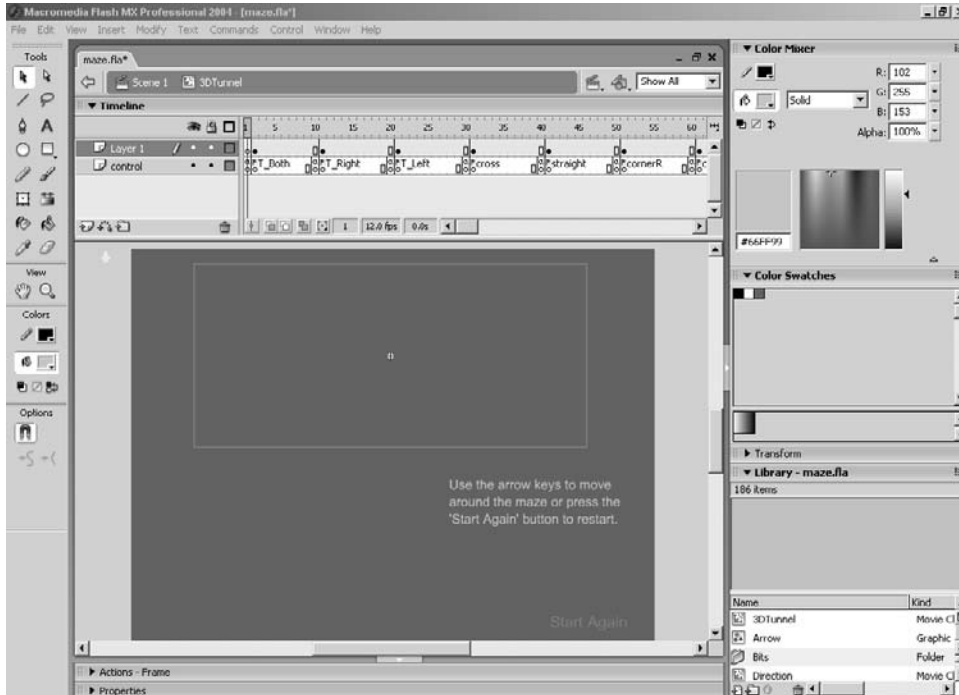 Macromedia Flash MX Professional 2004 - [maze.fla*]
File Edit View Insert Modify Text Commands Control Window Help
Tools
View
Colors
Options
maze.fla*
Scene 1 3DTunnel Show All
Timeline
1 5 10 15 20 25 30 35 40 45 50 55 60
Layer 1
control T_Both T_Right T_Left cross straight cornerR c
1 12.0 fps 0.0s
Use the arrow keys to move
around the maze or press the
'Start Again' button to restart.
Start Again
Actions - Frame
Properties
Color Mixer
R: 102
Solid G: 255
B: 153
Alpha: 100%
#66FF99
Color Swatches
Transform
Library - maze.fla
186 items
Name Kind
3DTunnel Movie Cl
Arrow Graphic
Bits Folder
Direction Movie Cl